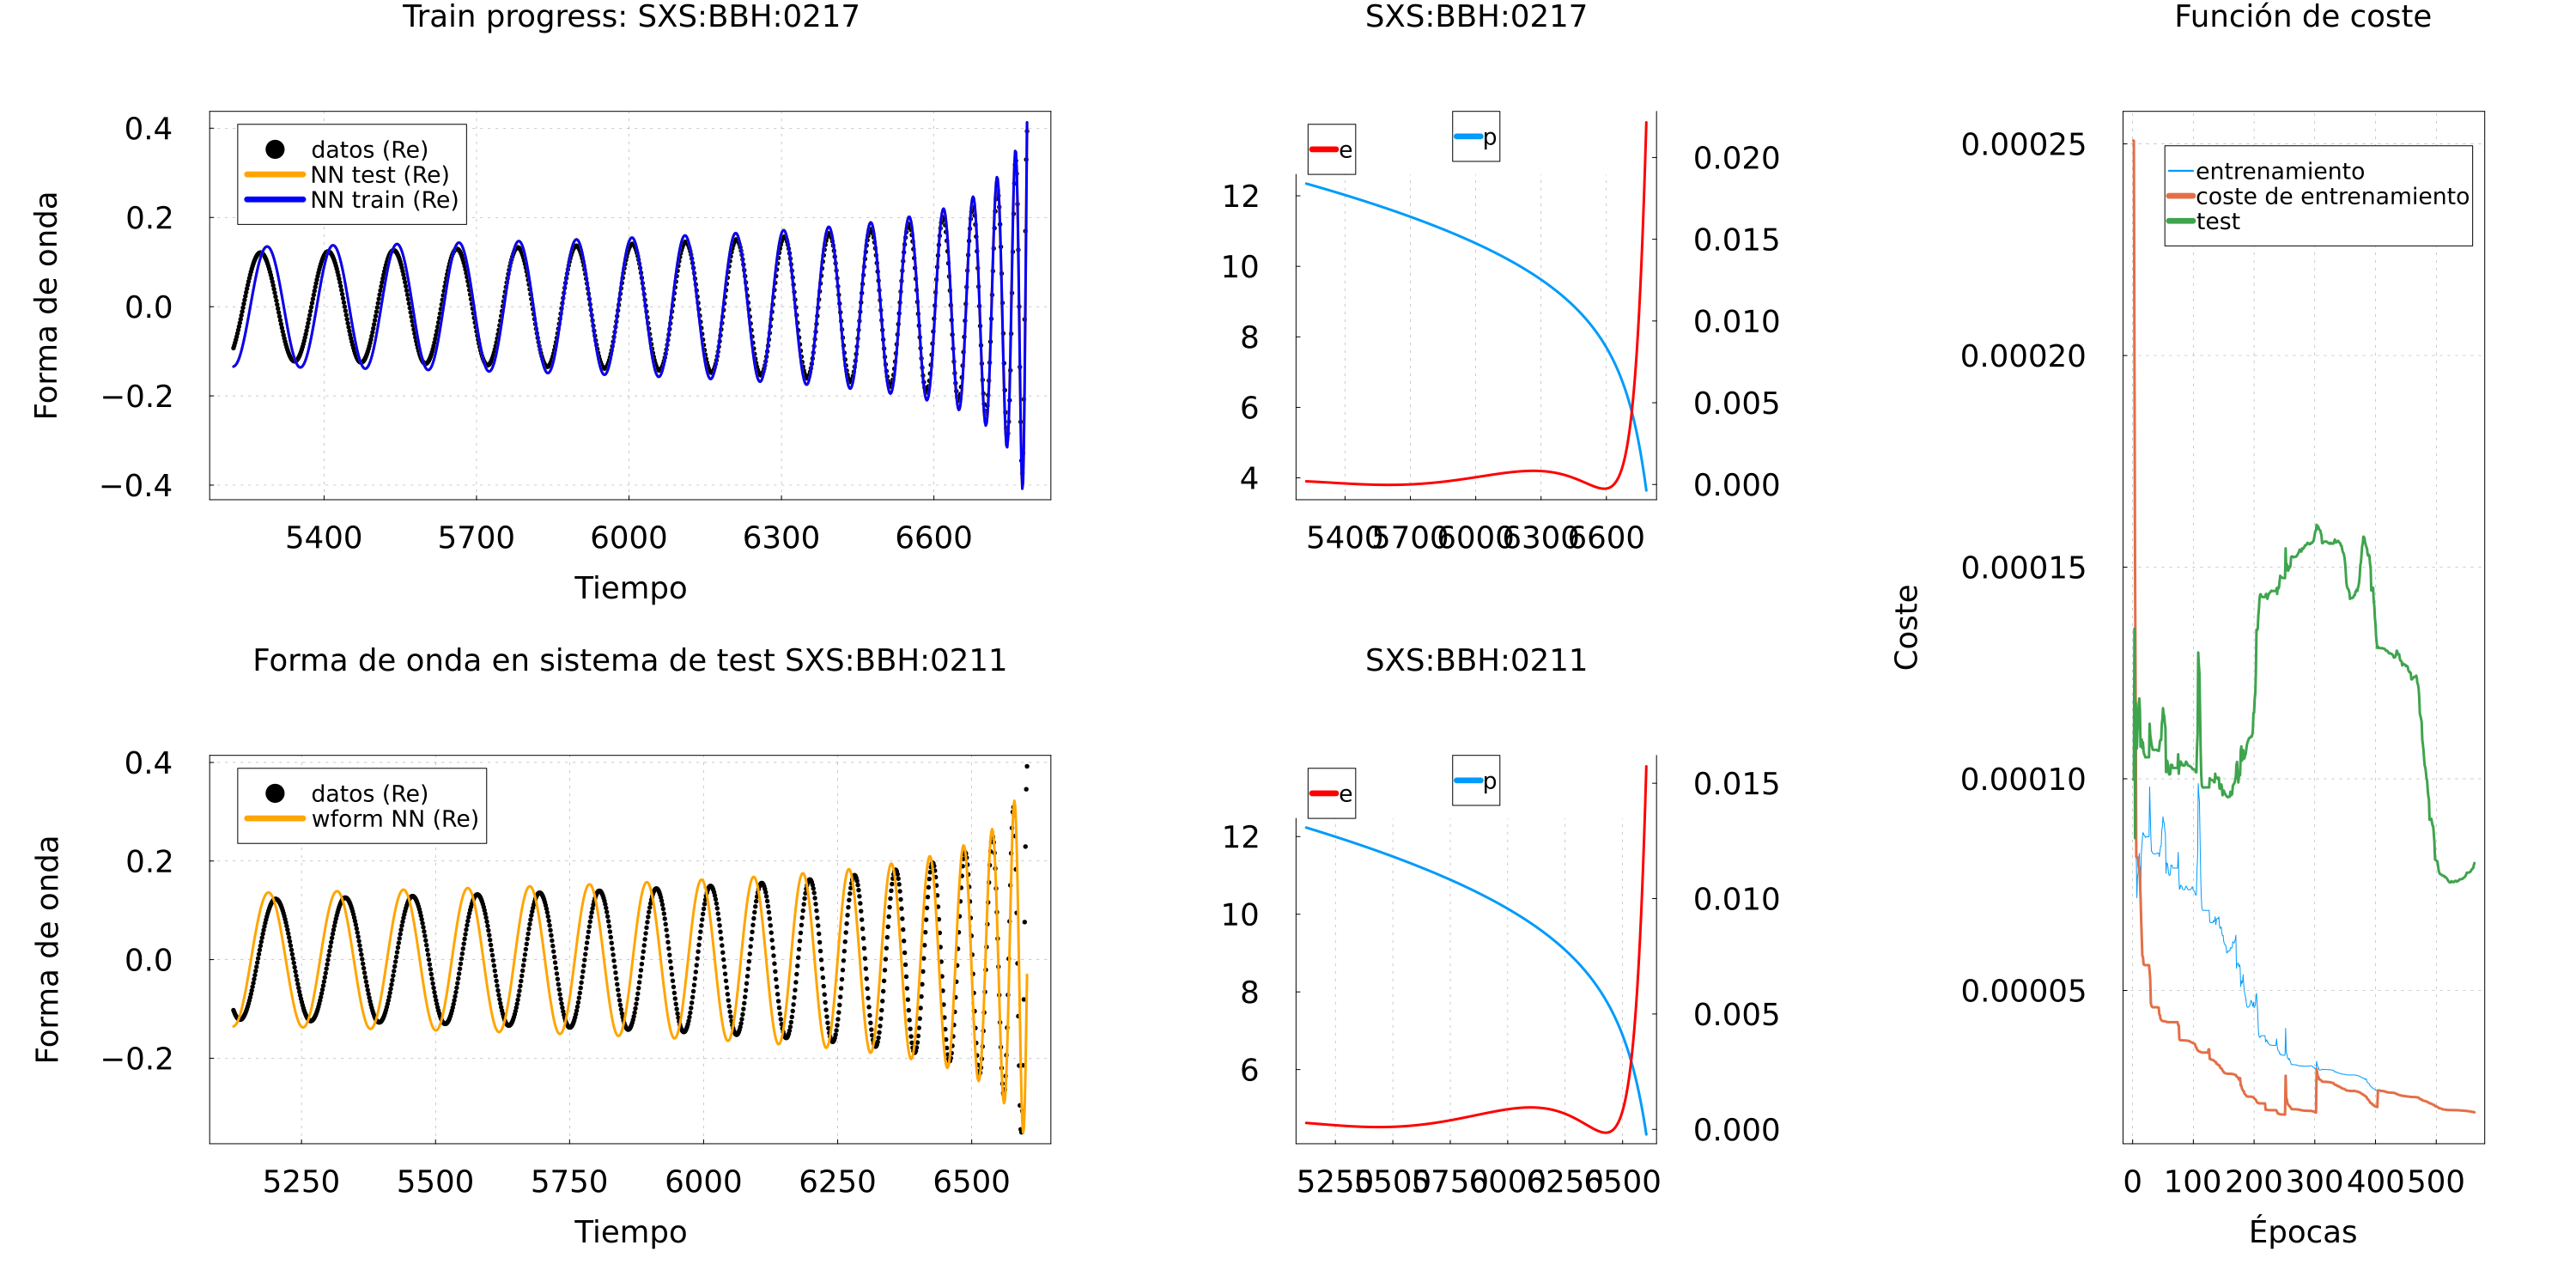 Train progress: SXS:BBH:0217
SXS:BBH:0217
Función de coste
0.4
0.2
0.0
−0.2
−0.4
Forma de onda
datos (Re)
NN test (Re)
NN train (Re)
5400
5700
6000
6300
6600
Tiempo
e
p
12
10
8
6
4
0.020
0.015
0.010
0.005
0.000
5400
5700
6000
6300
6600
Forma de onda en sistema de test SXS:BBH:0211
0.4
0.2
0.0
−0.2
Forma de onda
datos (Re)
wform NN (Re)
5250
5500
5750
6000
6250
6500
Tiempo
SXS:BBH:0211
e
p
12
10
8
6
0.015
0.010
0.005
0.000
5250
5500
5750
6000
6250
6500
0.00025
0.00020
0.00015
0.00010
0.00005
Coste
entrenamiento
coste de entrenamiento
test
0
100
200
300
400
500
Épocas